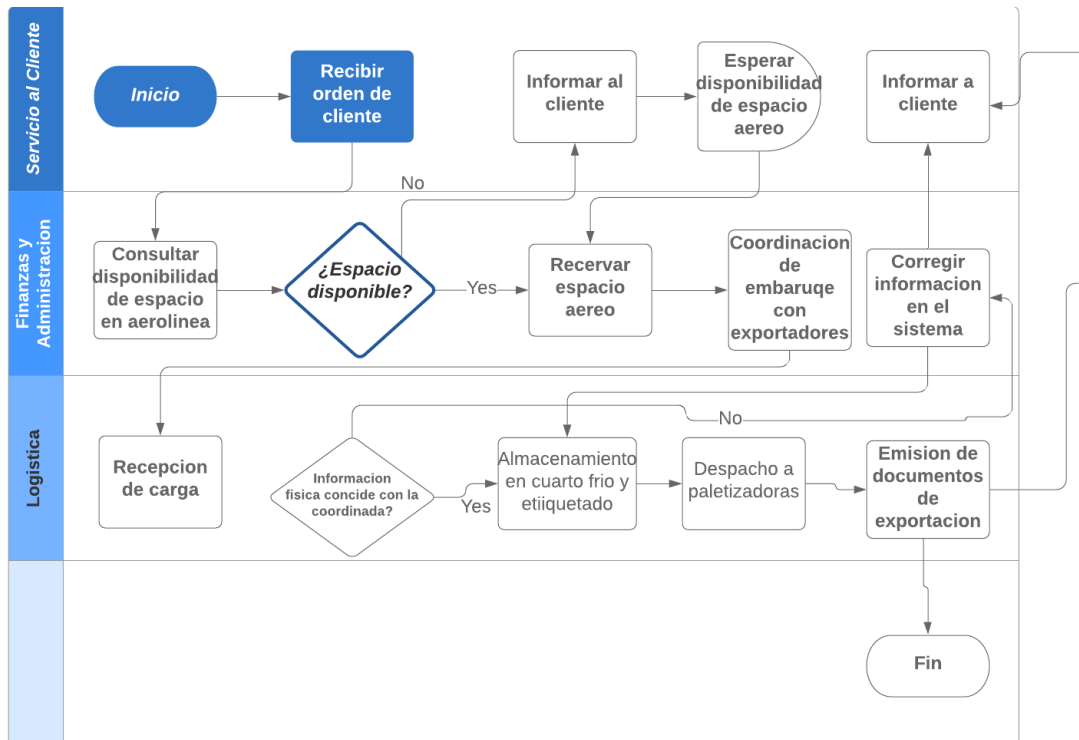 Servicio al Cliente
Inicio
Recibir
orden de
cliente
Informar al
cliente
Esperar
disponibilidad
de espacio
aereo
Informar a
cliente
No
Finanzas y
Administracion
Consultar
disponibilidad
de espacio
en aerolinea
¿Espacio
disponible?
Yes
Recervar
espacio
aereo
Coordinacion
de
embaruqe
con
exportadores
Corregir
informacion
en el
sistema
Logistica
Recepcion
de carga
Informacion
fisica concide con la
coordinada?
No
Yes
Almacenamiento
en cuarto frio y
etiiquetado
Despacho a
paletizadoras
Emision de
documentos
de
exportacion
Fin